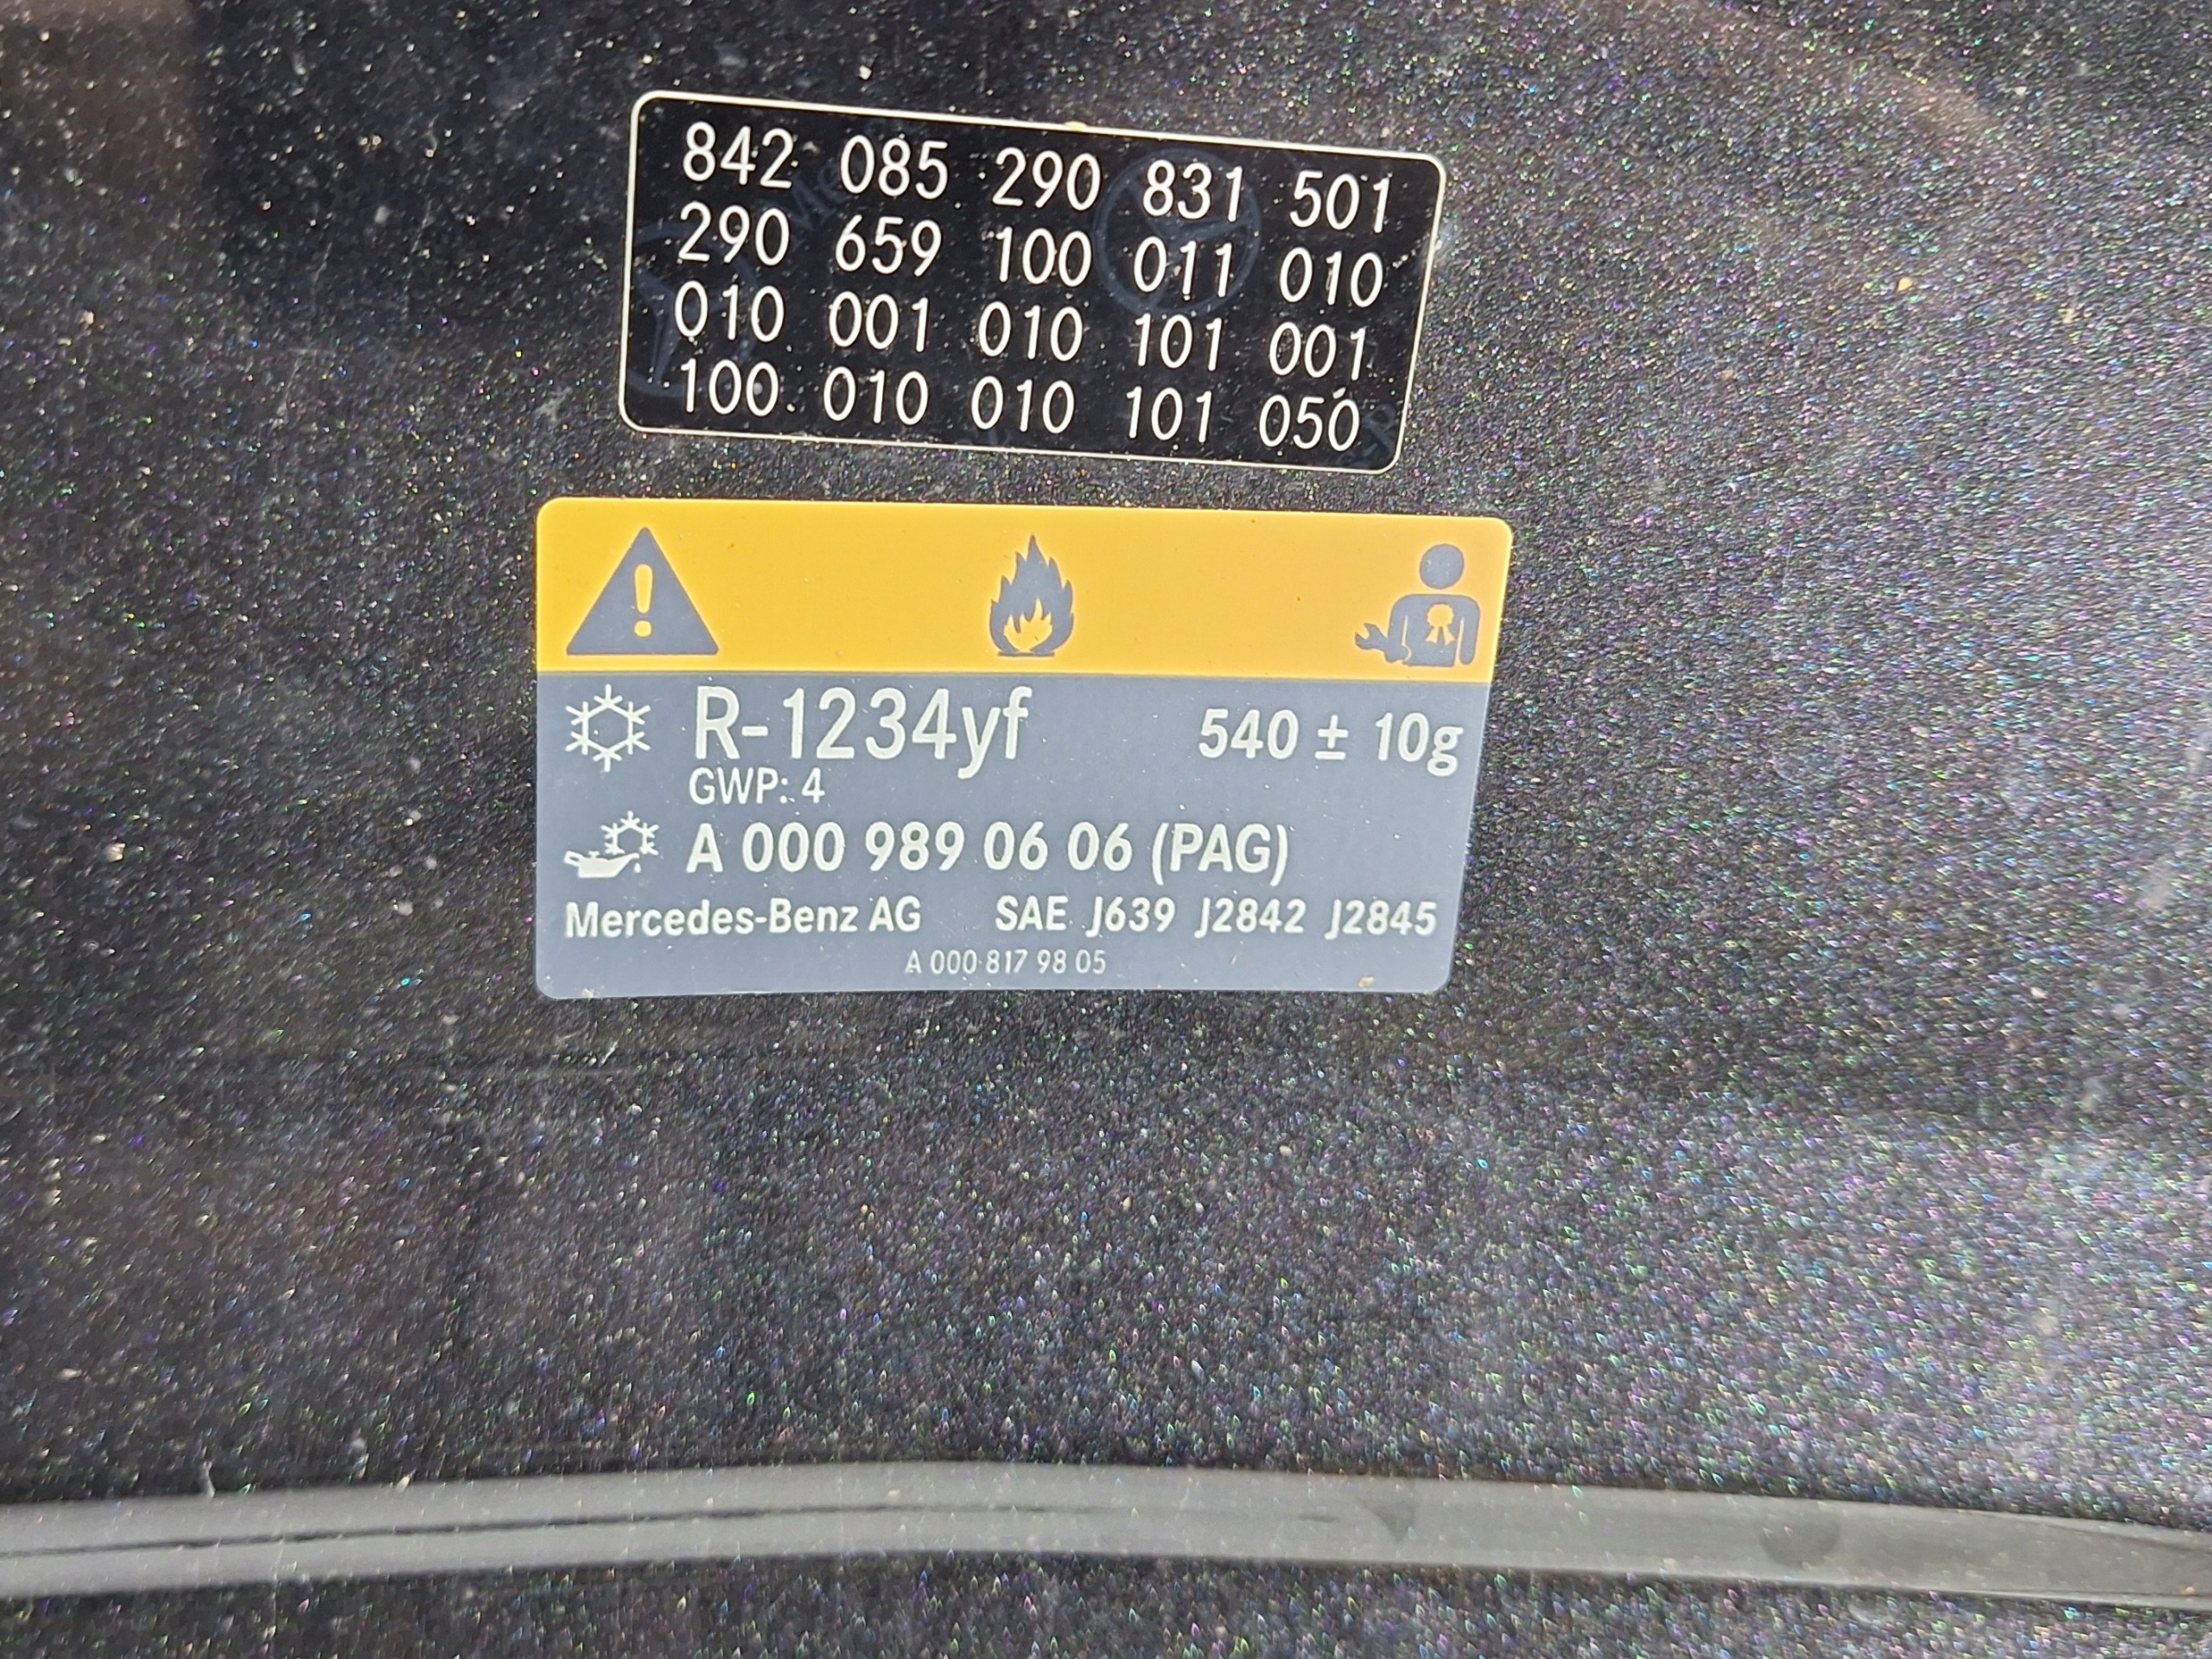 842 085 290 831 501
290 659 100 011 010
010 001 010 101 001
100 010 010 101 050
R-1234yf 540 ± 10g
GWP: 4
A 000 989 06 06 (PAG)
Mercedes-Benz AG SAE J639 J2842 J2845
A 000 817 98 05